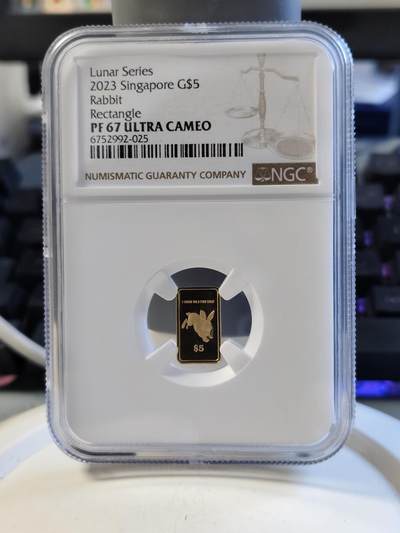 Lunar Series
2023 Singapore G$5
Rabbit
Rectangle
PF 67 ULTRA CAMEO
6752992-025
NUMISMATIC GUARANTY COMPANY
NGC®
$5